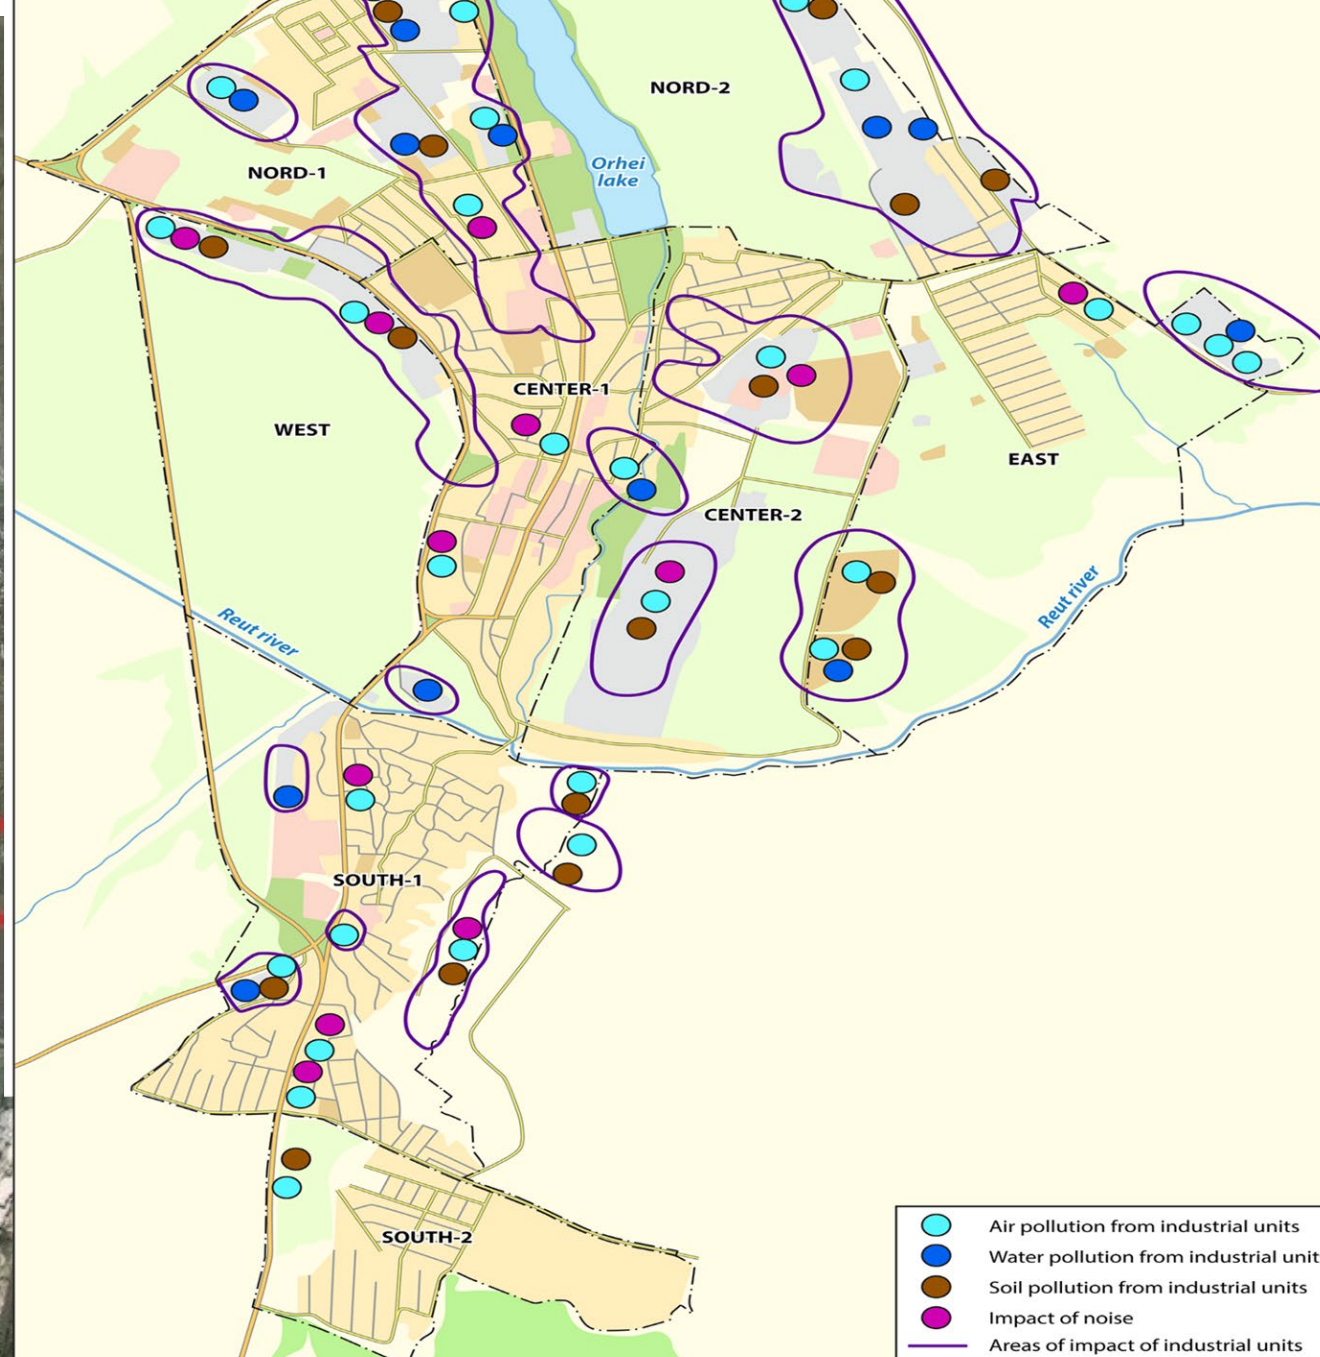 NORD-2
Orhei
lake
NORD-1
CENTER-1
WEST
EAST
CENTER-2
Reut river
Reut river
SOUTH-1
SOUTH-2
Air pollution from industrial units
Water pollution from industrial unit
Soil pollution from industrial units
Impact of noise
Areas of impact of industrial units